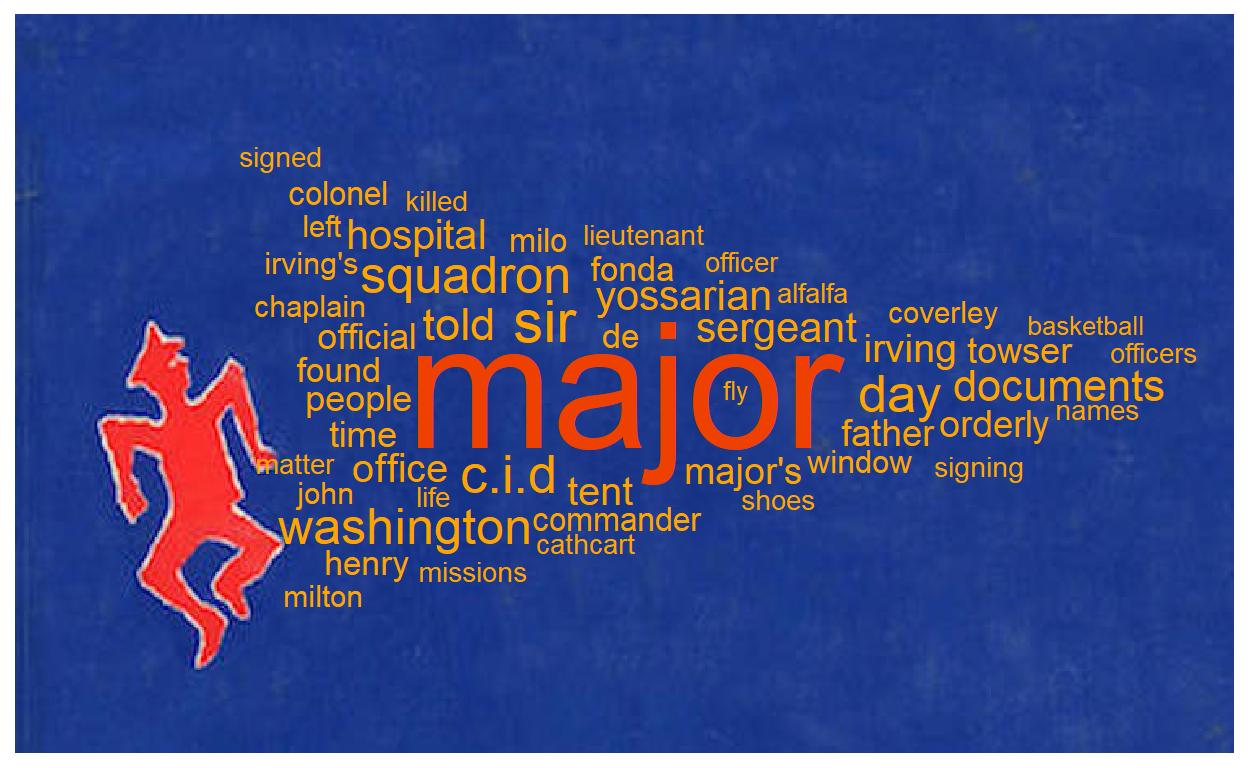 signed
colonel killed
left hospital milo lieutenant
irving's squadron fonda officer
chaplain yossarian alfalfa
official told sir de sergeant coverley basketball
found major irving towser officers
people fly day documents names
time father orderly
matter office c.i.d major's window signing
john life tent shoes
washington commander
cathcart
henry missions
milton